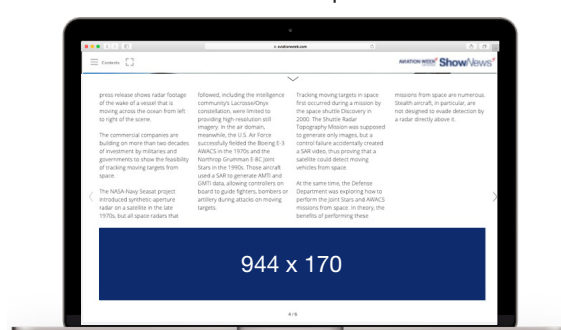 aviationweek.com
Contents
AVIATION WEEK ShowNews
press release shows radar footage
of the wake of a vessel that is
moving across the ocean from left
to right of the scene.
The commercial companies are
building on more than two decades
of investment by militaries and
governments to show the feasibility
of tracking moving targets from
space.
The NASA-Navy Seasat project
introduced synthetic-aperture
radar on a satellite in the late
1970s, but all space radars that
followed, including the intelligence
community's Lacrosse/Onyx
constellation, were limited to
providing high-resolution still
imagery. In the air domain,
meanwhile, the U.S. Air Force
successfully fielded the Boeing E-3
AWACS in the 1970s and the
Northrop Grumman E-8C Joint
Stars in the 1990s. Those aircraft
used a SAR to generate AMTI and
GMTI data, allowing controllers on
board to guide fighters, bombers or
artillery during attacks on moving
targets.
Tracking moving targets in space
first occurred during a mission by
the space shuttle Discovery in
2000. The Shuttle Radar
Topography Mission was supposed
to generate only images, but a
control failure accidentally created
a SAR video, thus proving that a
satellite could detect moving
vehicles from space.
At the same time, the Defense
Department was exploring how to
perform the Joint Stars and AWACS
missions from space. In theory, the
benefits of performing these
missions from space are numerous.
Stealth aircraft, in particular, are
not designed to evade detection by
a radar directly above it.
944 x 170
4/6